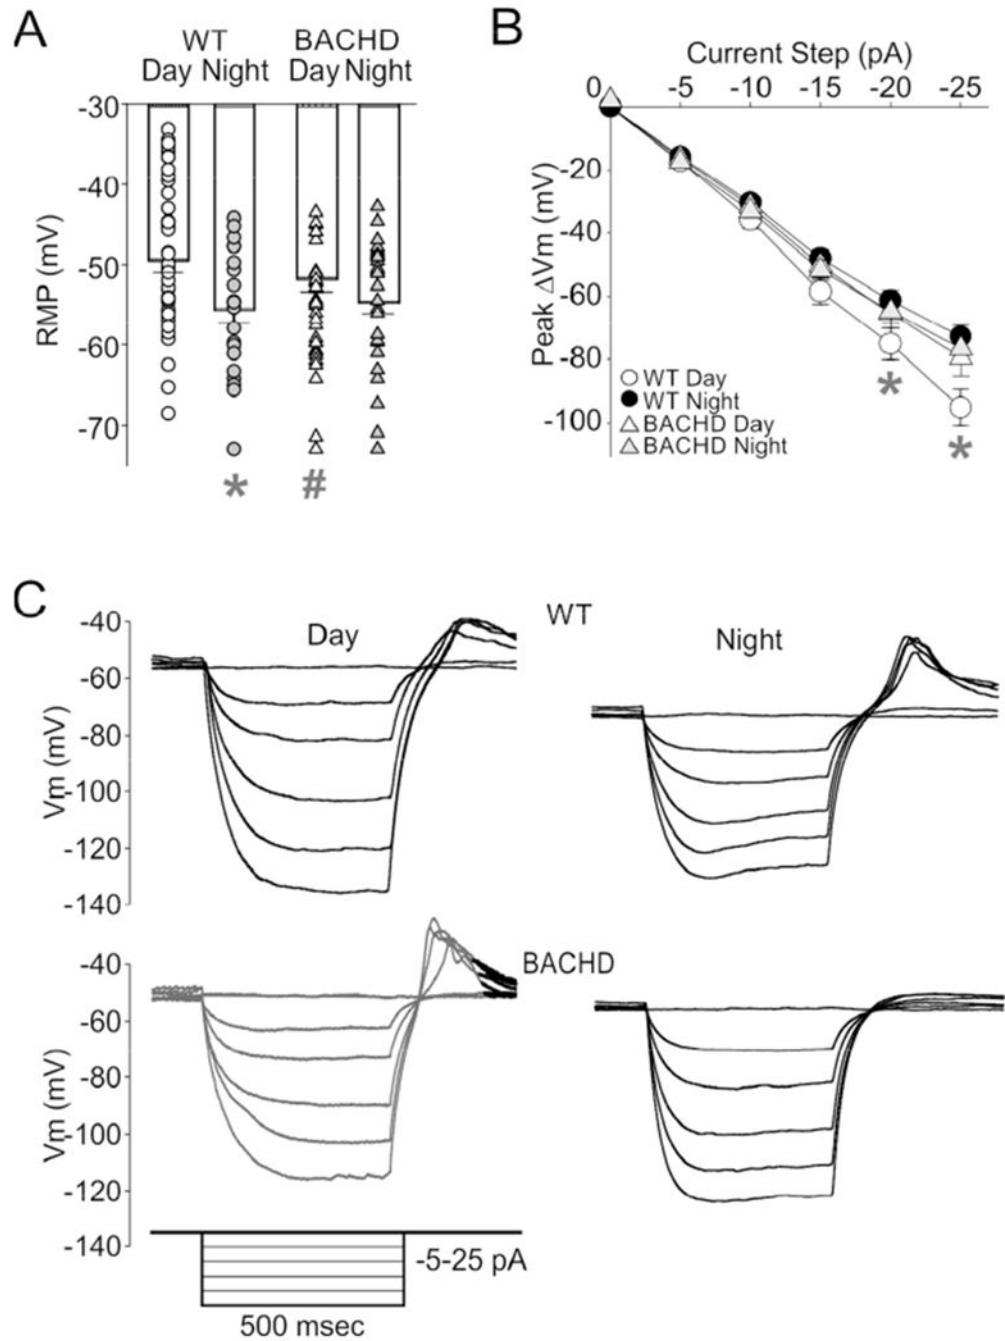 A
WT BACHD
Day Night Day Night
-30
-40
-50
-60
-70
RMP (mV)
* #
B
Current Step (pA)
0 -5 -10 -15 -20 -25
-20
-40
-60
-80
-100
Peak ΔVm (mV)
WT Day
WT Night
BACHD Day
BACHD Night
*
*
C
WT
Day Night
-40
-60
-80
-100
-120
-140
Vm (mV)
BACHD
-40
-60
-80
-100
-120
-140
Vm (mV)
-5-25 pA
500 msec